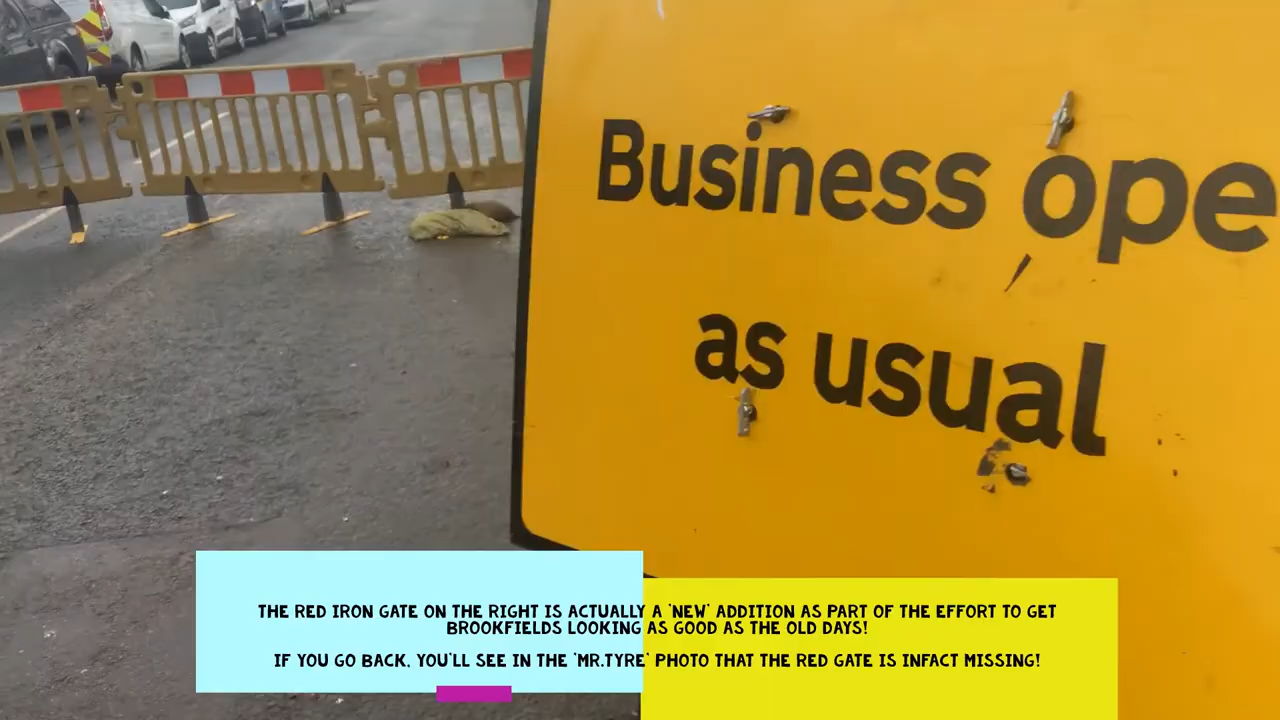 Business ope
as usual
THE RED IRON GATE ON THE RIGHT IS ACTUALLY A 'NEW' ADDITION AS PART OF THE EFFORT TO GET
BROOKFIELDS LOOKING AS GOOD AS THE OLD DAYS!
IF YOU GO BACK, YOU'LL SEE IN THE 'MR.TYRE' PHOTO THAT THE RED GATE IS INFACT MISSING!